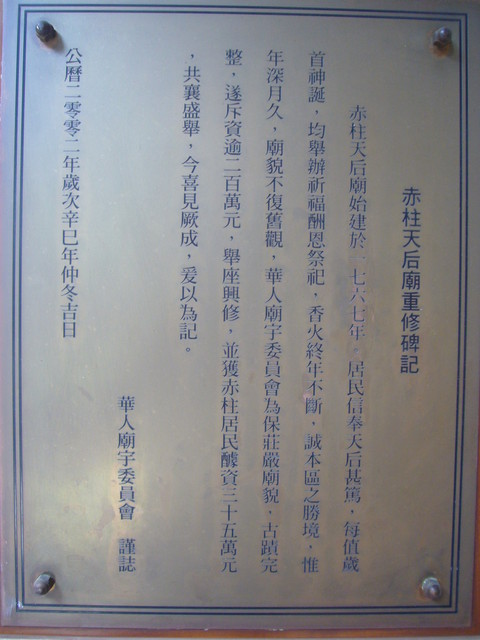 赤柱天后廟重修碑記
赤柱天后廟始建於一七六七年，居民信奉天后甚篤，每值歲
首神誕，均舉辦祈福酬恩祭祀，香火終年不斷，誠本區之勝境，惟
年深月久，廟貌不復舊觀，華人廟宇委員會為保莊嚴廟貌，古蹟完
整，遂斥資逾二百萬元，舉座興修，並獲赤柱居民醵資三十五萬元
，共襄盛舉，今喜見厥成，爰以為記。
華人廟宇委員會　謹誌
公曆二零零二年歲次辛巳年仲冬吉日